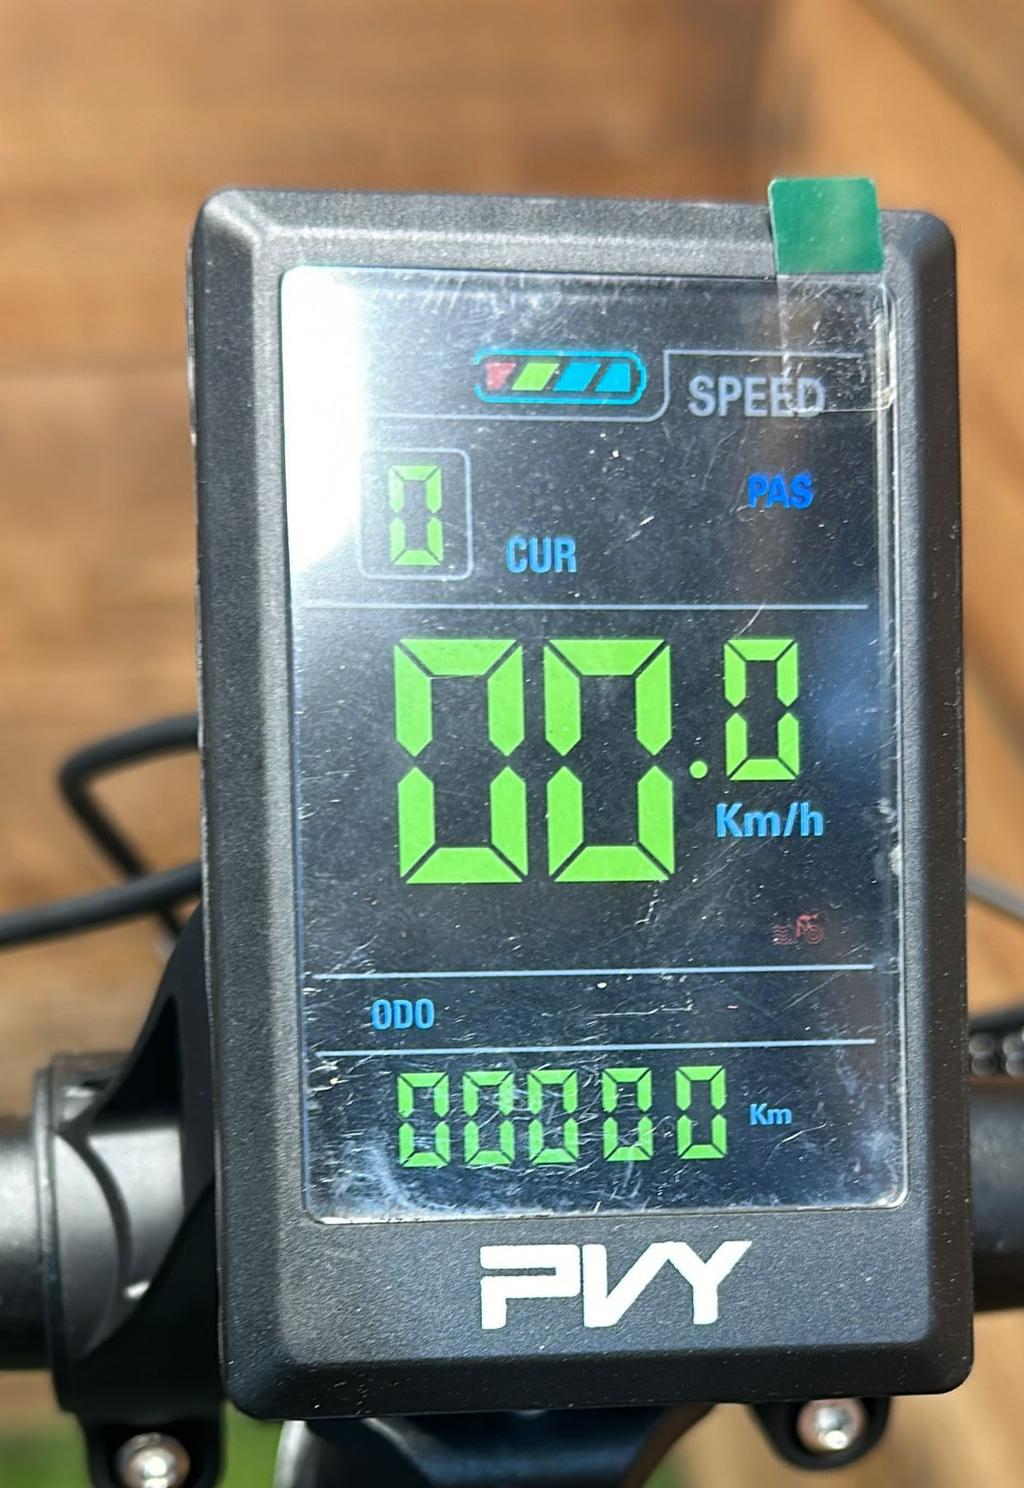 SPEED
0 CUR PAS
00.0
Km/h
ODO
00000 Km
PVY